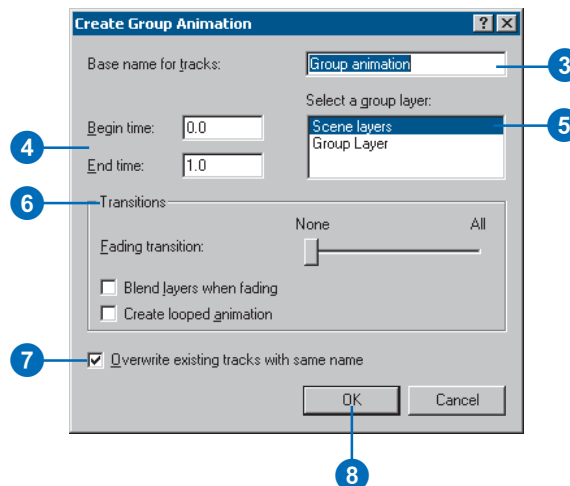 Create Group Animation
Base name for tracks:
Group animation
3
Select a group layer:
Begin time:
0.0
Scene layers
5
Group Layer
4
End time:
1.0
6
Transitions
None
All
Fading transition:
Blend layers when fading
Create looped animation
7
Overwrite existing tracks with same name
OK
Cancel
8